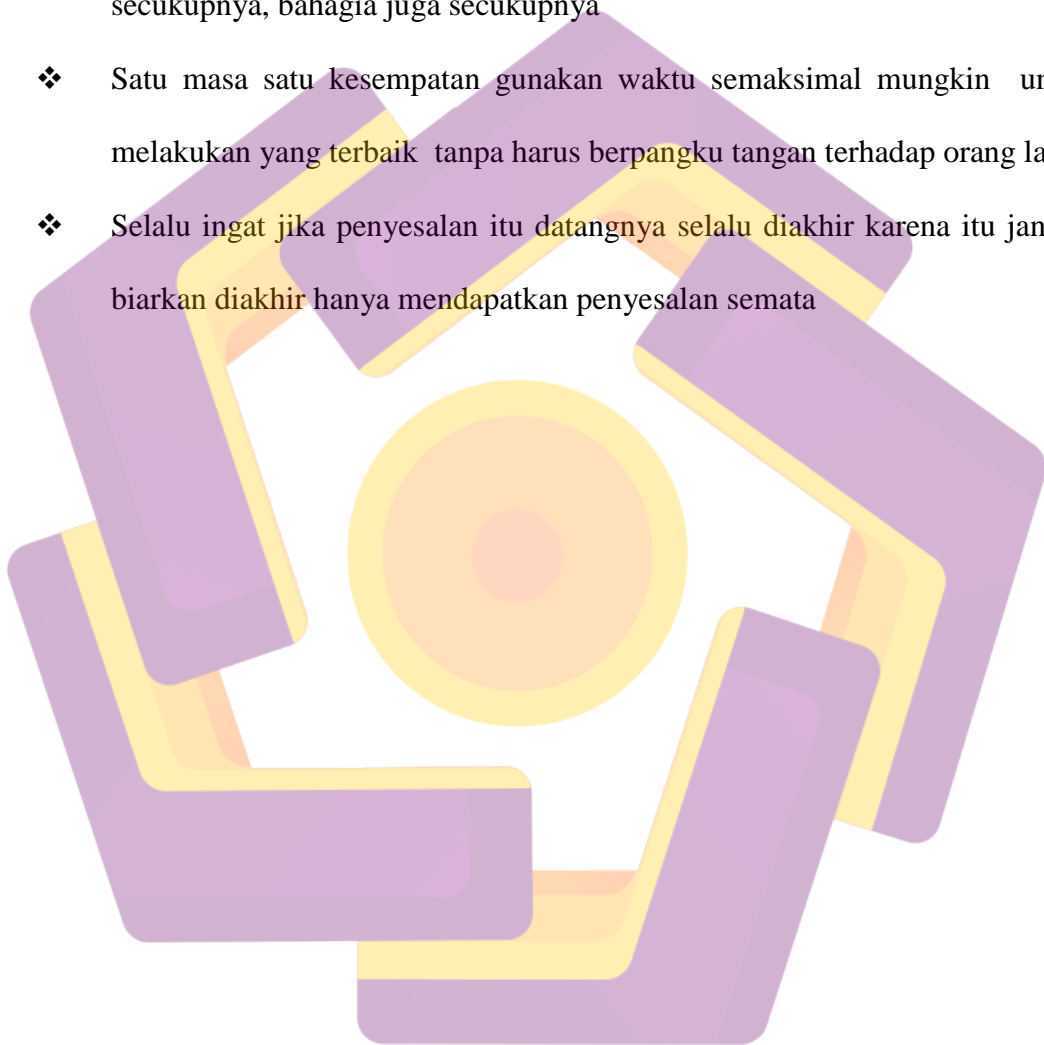 secukupnya, bahagia juga secukupnya
❖ Satu masa satu kesempatan gunakan waktu semaksimal mungkin
melakukan yang terbaik tanpa harus berpangku tangan terhadap orang
❖ Selalu ingat jika penyesalan itu datangnya selalu diakhir karena itu
biarkan diakhir hanya mendapatkan penyesalan semata